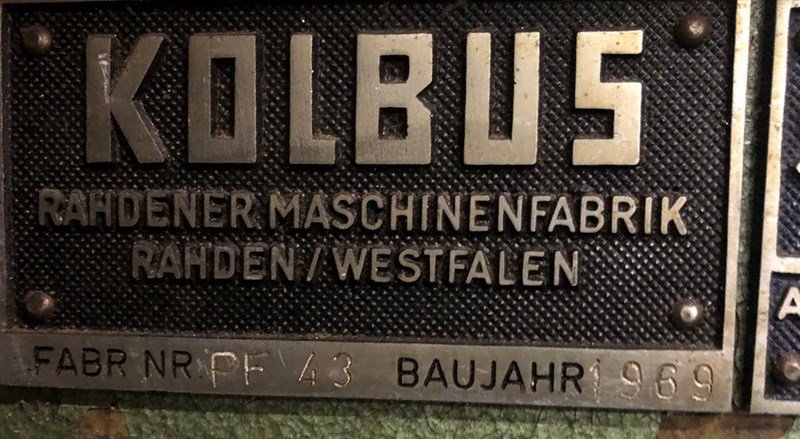 KOLBUS
RAHDENER MASCHINENFABRIK
RAHDEN / WESTFALEN
FABR NR. PF 43 BAUJAHR 1969
A